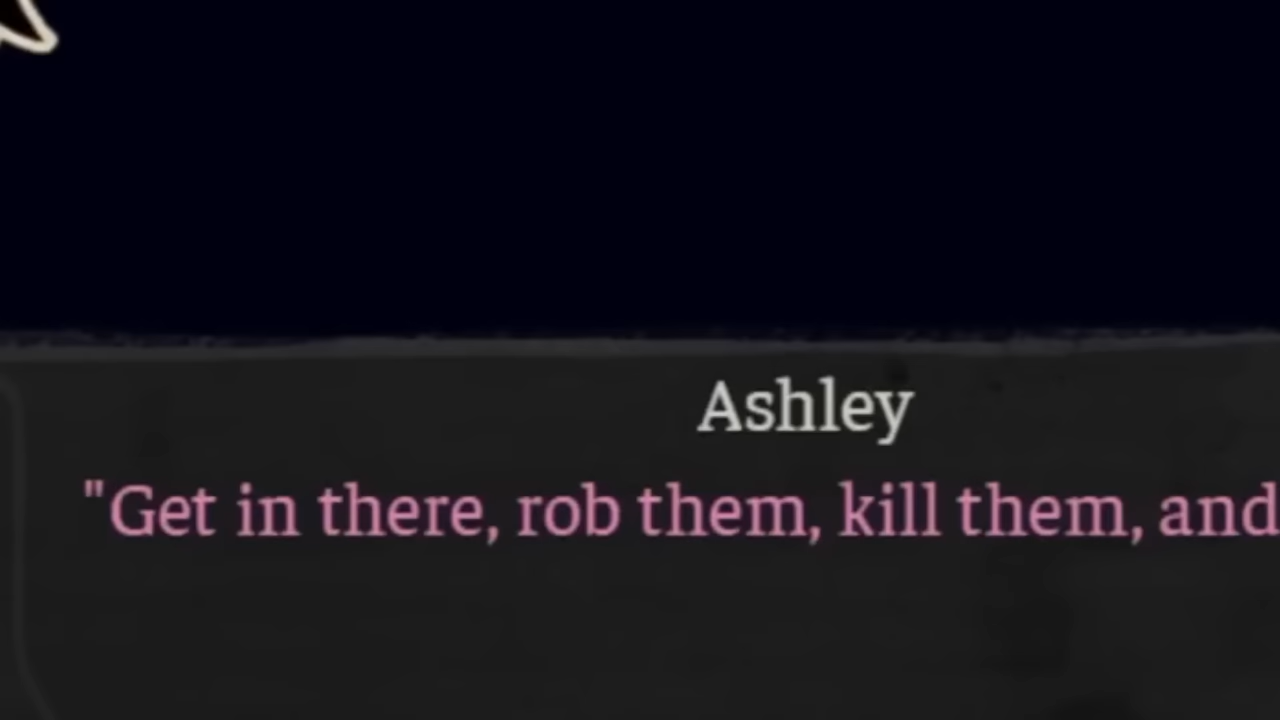 Ashley
"Get in there, rob them, kill them, and